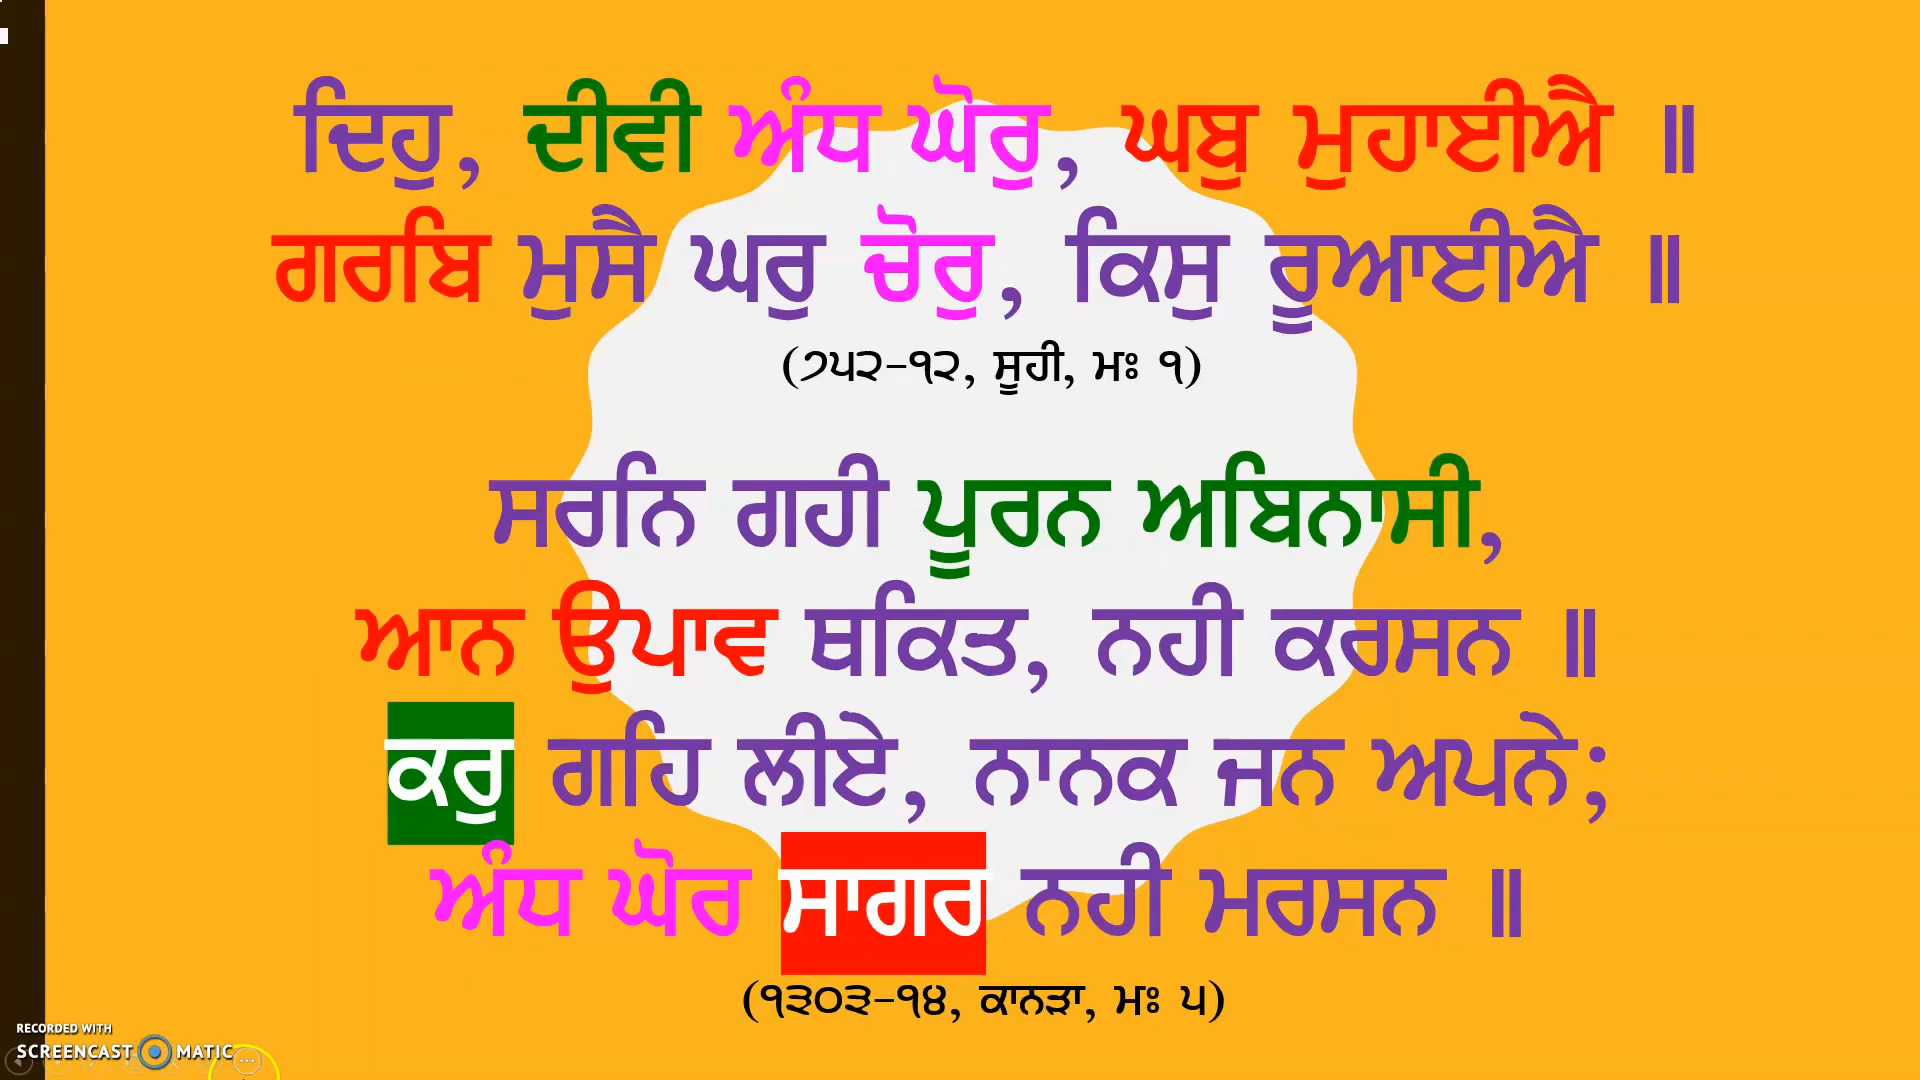 ਦਿਹੁ, ਦੀਵੀ ਅੰਧ ਘੋਰੁ, ਘਬੁ ਮੁਹਾਈਐ ॥
ਗਰਬਿ ਮੁਸੈ ਘਰੁ ਚੋਰੁ, ਕਿਸੁ ਰੂਆਈਐ ॥
(੭੫੨-੧੨, ਸੂਹੀ, ਮਃ ੧)
ਸਰਨਿ ਗਹੀ ਪੂਰਨ ਅਬਿਨਾਸੀ,
ਆਨ ਉਪਾਵ ਥਕਿਤ, ਨਹੀ ਕਰਸਨ ॥
ਕਰੁ ਗਹਿ ਲੀਏ, ਨਾਨਕ ਜਨ ਅਪਨੇ;
ਅੰਧ ਘੋਰ ਸਾਗਰ ਨਹੀ ਮਰਸਨ ॥
(੧੩੦੩-੧੪, ਕਾਨੜਾ, ਮਃ ੫)
RECORDED WITH
SCREENCAST MATIC